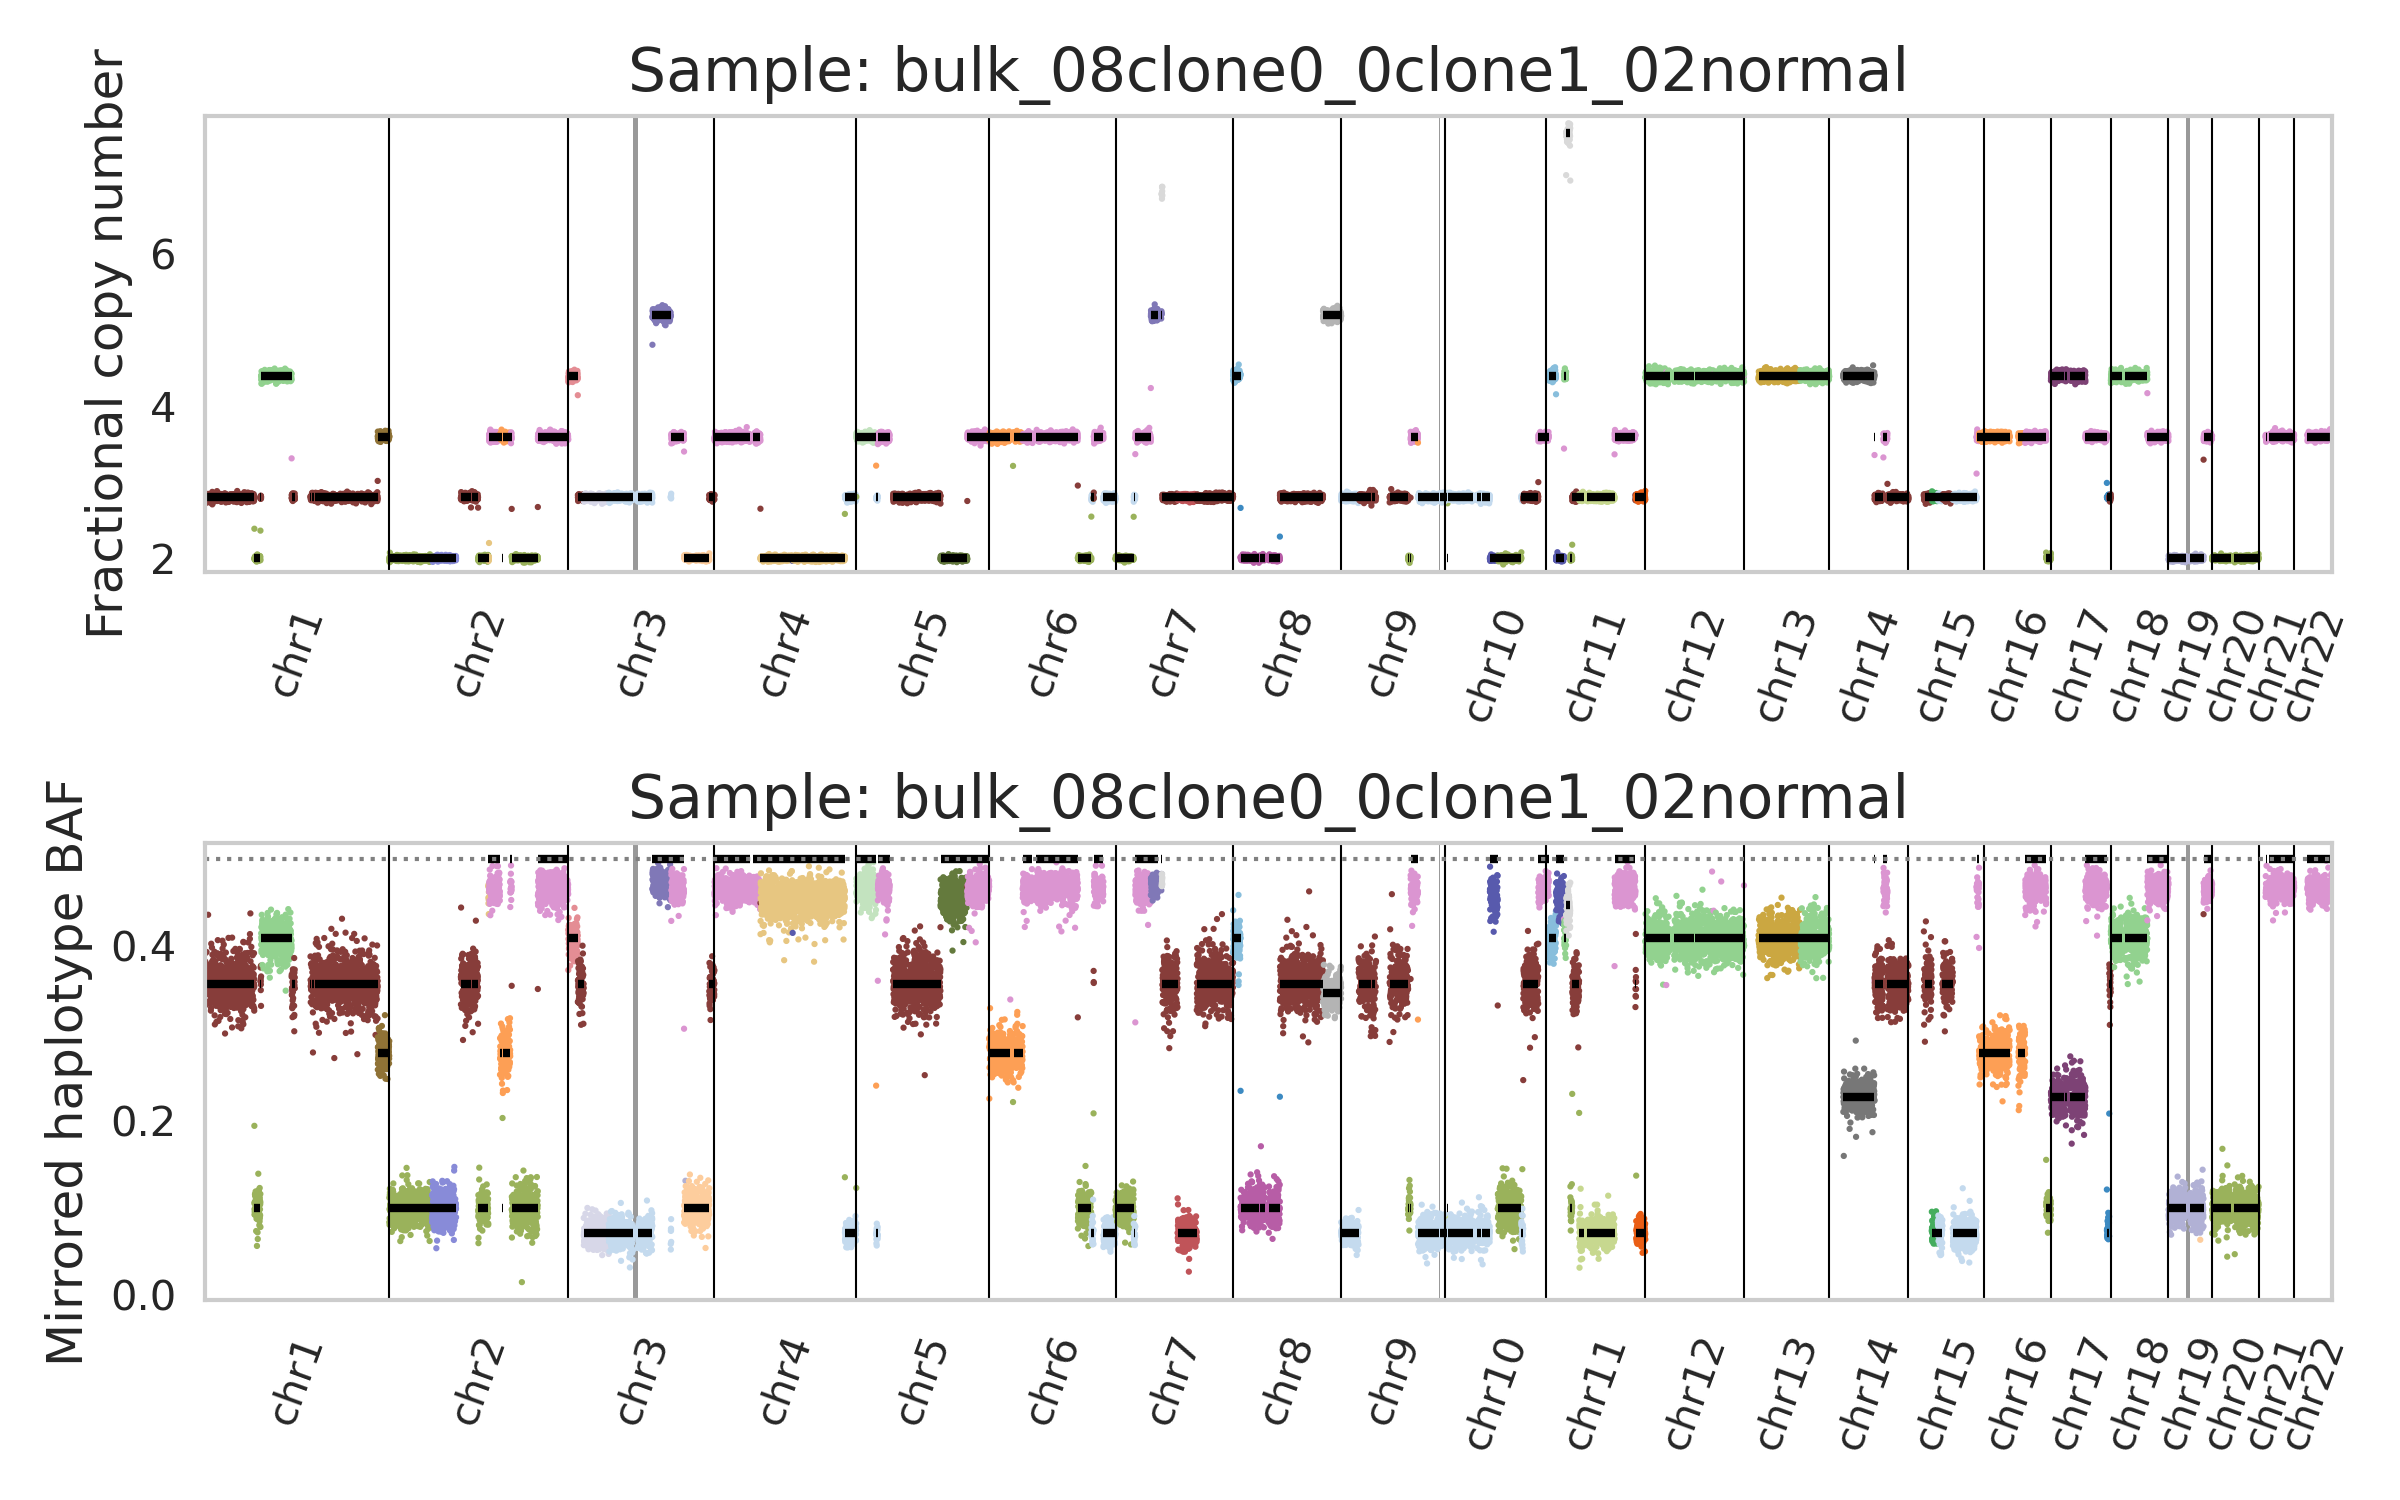 Sample: bulk_08clone0_0clone1_02normal
Fractional copy number
6
4
2
chr1
chr2
chr3
chr4
chr5
chr6
chr7
chr8
chr9
chr10
chr11
chr12
chr13
chr14
chr15
chr16
chr17
chr18
chr19
chr20
chr21
chr22
Sample: bulk_08clone0_0clone1_02normal
Mirrored haplotype BAF
0.4
0.2
0.0
chr1
chr2
chr3
chr4
chr5
chr6
chr7
chr8
chr9
chr10
chr11
chr12
chr13
chr14
chr15
chr16
chr17
chr18
chr19
chr20
chr21
chr22